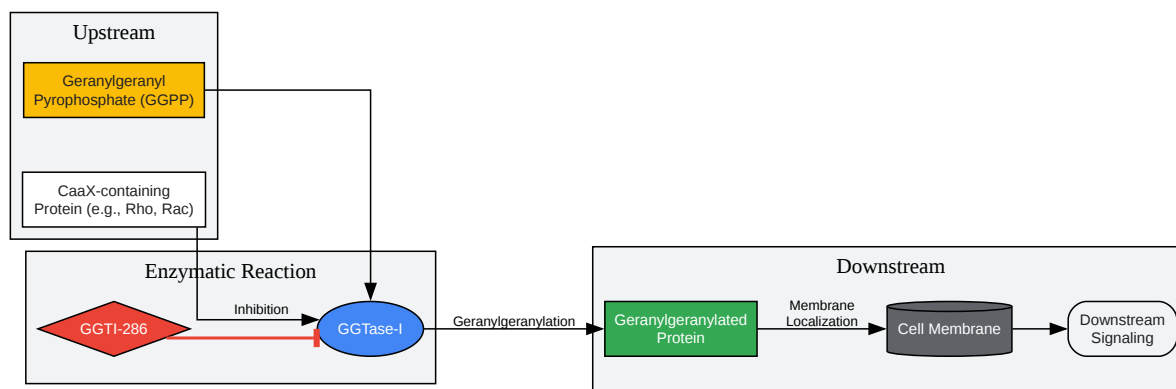 Upstream
Geranylgeranyl
Pyrophosphate (GGPP)
CaaX-containing
Protein (e.g., Rho, Rac)
Enzymatic Reaction
GGTI-286
Inhibition
GGTase-I
Geranylgeranylation
Downstream
Geranylgeranylated
Protein
Membrane
Localization
Cell Membrane
Downstream
Signaling